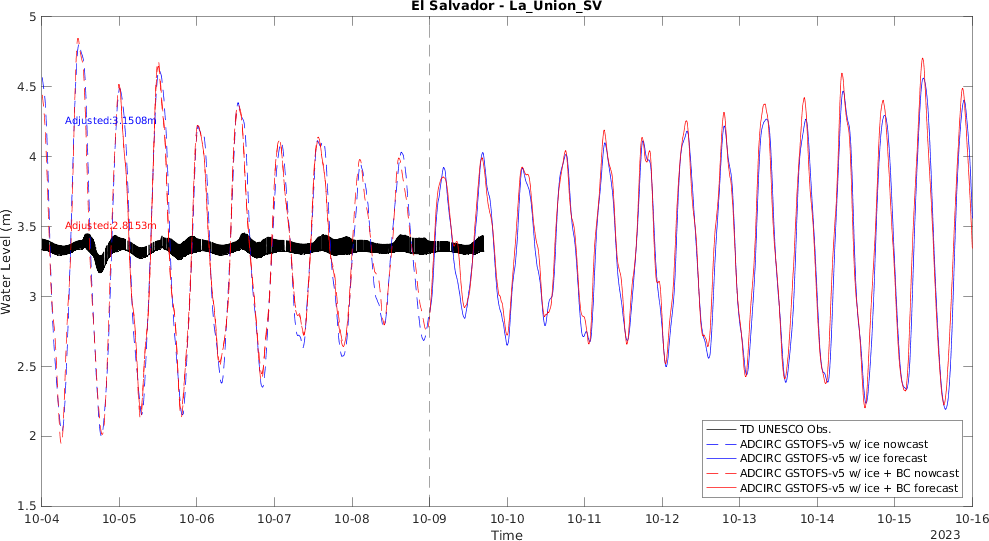 El Salvador - La_Union_SV
5
4.5
4
3.5
3
2.5
2
1.5
Water Level (m)
Adjusted:3.1508m
Adjusted:2.8153m
TD UNESCO Obs.
ADCIRC GSTOFS-v5 w/ ice nowcast
ADCIRC GSTOFS-v5 w/ ice forecast
ADCIRC GSTOFS-v5 w/ ice + BC nowcast
ADCIRC GSTOFS-v5 w/ ice + BC forecast
10-04 10-05 10-06 10-07 10-08 10-09 10-10 10-11 10-12 10-13 10-14 10-15 10-16
Time
2023